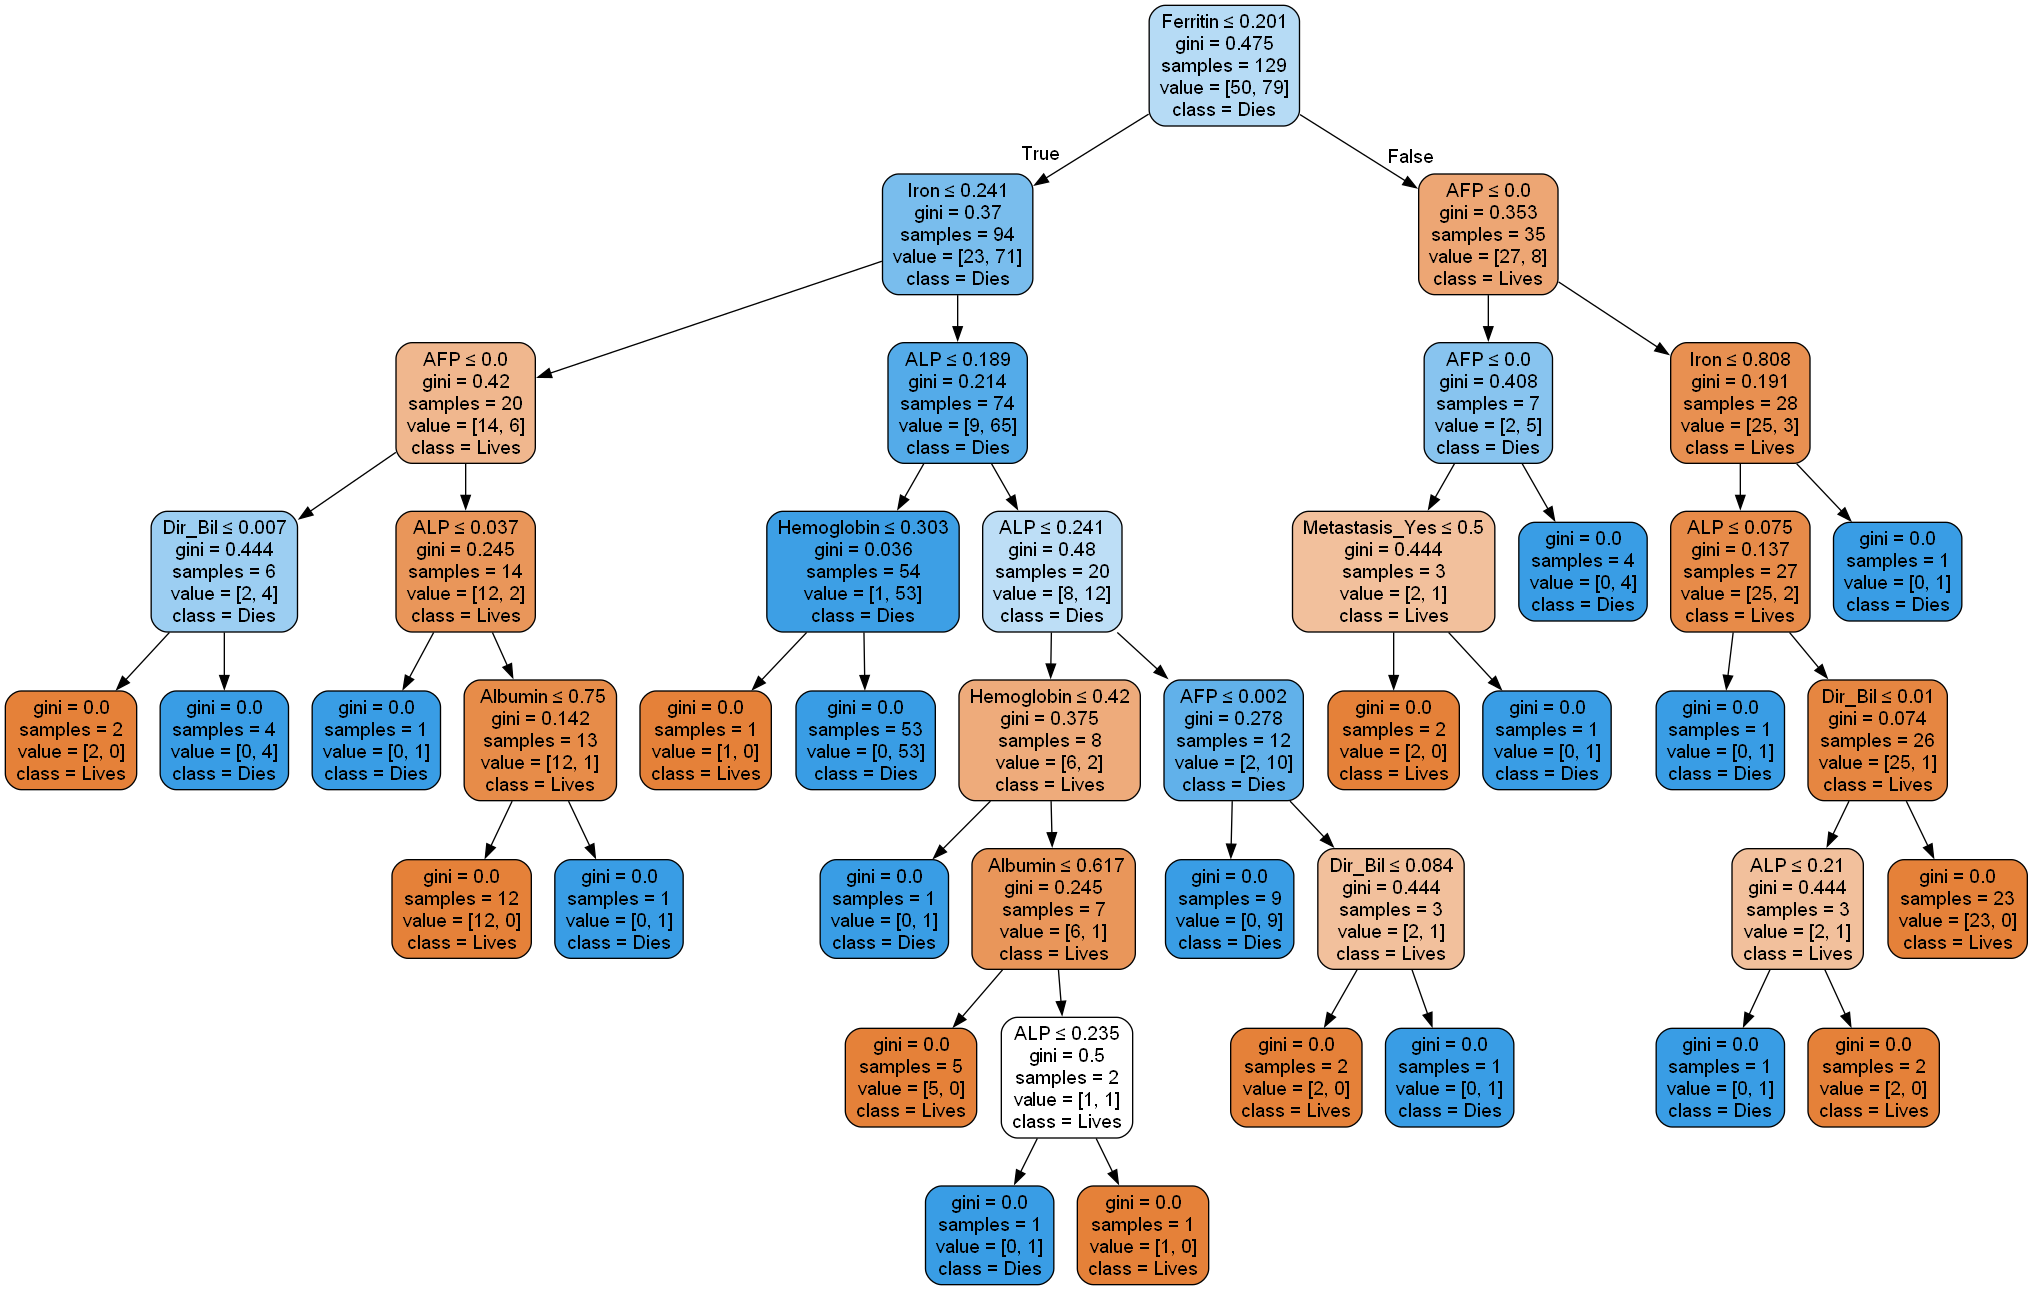 Ferritin ≤ 0.201
gini = 0.475
samples = 129
value = [50, 79]
class = Dies
True
False
Iron ≤ 0.241
gini = 0.37
samples = 94
value = [23, 71]
class = Dies
AFP ≤ 0.0
gini = 0.353
samples = 35
value = [27, 8]
class = Lives
AFP ≤ 0.0
gini = 0.42
samples = 20
value = [14, 6]
class = Lives
ALP ≤ 0.189
gini = 0.214
samples = 74
value = [9, 65]
class = Dies
AFP ≤ 0.0
gini = 0.408
samples = 7
value = [2, 5]
class = Dies
Iron ≤ 0.808
gini = 0.191
samples = 28
value = [25, 3]
class = Lives
Dir_Bil ≤ 0.007
gini = 0.444
samples = 6
value = [2, 4]
class = Dies
ALP ≤ 0.037
gini = 0.245
samples = 14
value = [12, 2]
class = Lives
Hemoglobin ≤ 0.303
gini = 0.036
samples = 54
value = [1, 53]
class = Dies
ALP ≤ 0.241
gini = 0.48
samples = 20
value = [8, 12]
class = Dies
Metastasis_Yes ≤ 0.5
gini = 0.444
samples = 3
value = [2, 1]
class = Lives
gini = 0.0
samples = 4
value = [0, 4]
class = Dies
ALP ≤ 0.075
gini = 0.137
samples = 27
value = [25, 2]
class = Lives
gini = 0.0
samples = 1
value = [0, 1]
class = Dies
gini = 0.0
samples = 2
value = [2, 0]
class = Lives
gini = 0.0
samples = 4
value = [0, 4]
class = Dies
gini = 0.0
samples = 1
value = [0, 1]
class = Dies
Albumin ≤ 0.75
gini = 0.142
samples = 13
value = [12, 1]
class = Lives
gini = 0.0
samples = 1
value = [1, 0]
class = Lives
gini = 0.0
samples = 53
value = [0, 53]
class = Dies
Hemoglobin ≤ 0.42
gini = 0.375
samples = 8
value = [6, 2]
class = Lives
AFP ≤ 0.002
gini = 0.278
samples = 12
value = [2, 10]
class = Dies
gini = 0.0
samples = 2
value = [2, 0]
class = Lives
gini = 0.0
samples = 1
value = [0, 1]
class = Dies
gini = 0.0
samples = 1
value = [0, 1]
class = Dies
Dir_Bil ≤ 0.01
gini = 0.074
samples = 26
value = [25, 1]
class = Lives
gini = 0.0
samples = 12
value = [12, 0]
class = Lives
gini = 0.0
samples = 1
value = [0, 1]
class = Dies
gini = 0.0
samples = 1
value = [0, 1]
class = Dies
Albumin ≤ 0.617
gini = 0.245
samples = 7
value = [6, 1]
class = Lives
gini = 0.0
samples = 9
value = [0, 9]
class = Dies
Dir_Bil ≤ 0.084
gini = 0.444
samples = 3
value = [2, 1]
class = Lives
ALP ≤ 0.21
gini = 0.444
samples = 3
value = [2, 1]
class = Lives
gini = 0.0
samples = 23
value = [23, 0]
class = Lives
gini = 0.0
samples = 5
value = [5, 0]
class = Lives
ALP ≤ 0.235
gini = 0.5
samples = 2
value = [1, 1]
class = Lives
gini = 0.0
samples = 2
value = [2, 0]
class = Lives
gini = 0.0
samples = 1
value = [0, 1]
class = Dies
gini = 0.0
samples = 1
value = [0, 1]
class = Dies
gini = 0.0
samples = 2
value = [2, 0]
class = Lives
gini = 0.0
samples = 1
value = [0, 1]
class = Dies
gini = 0.0
samples = 1
value = [1, 0]
class = Lives